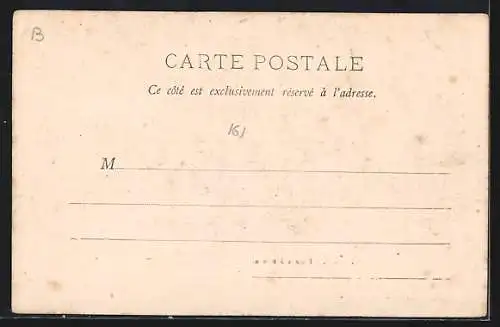 B
CARTE POSTALE
Ce côté est exclusivement réservé à l'adresse.
161
M